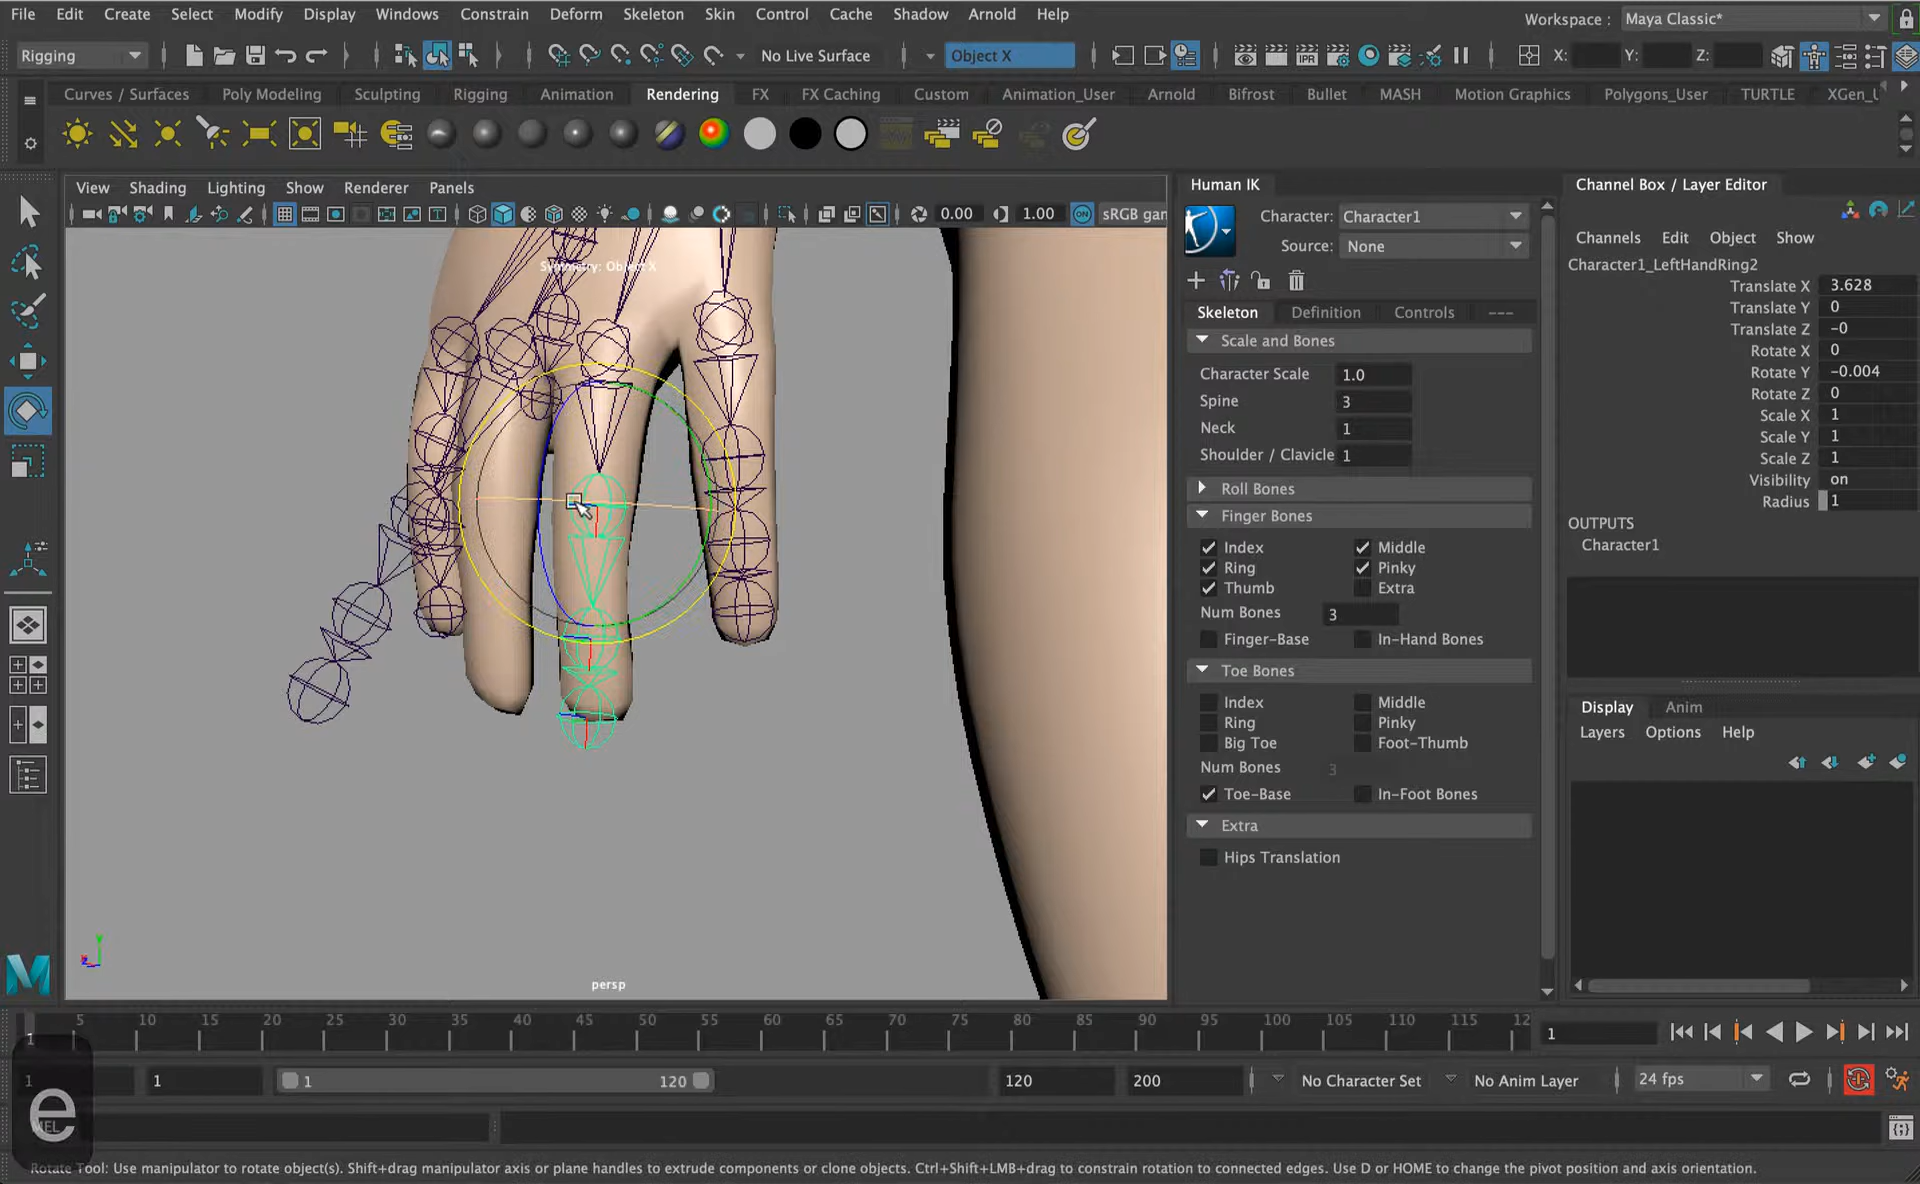 File Edit Create Select Modify Display Windows Constrain Deform Skeleton Skin Control Cache Shadow Arnold Help
Workspace : Maya Classic*
Rigging No Live Surface Object X IPR X: Y: Z:
Curves / Surfaces Poly Modeling Sculpting Rigging Animation Rendering FX FX Caching Custom Animation_User Arnold Bifrost Bullet MASH Motion Graphics Polygons_User TURTLE XGen_U
View Shading Lighting Show Renderer Panels
0.00 1.00 ON sRGB gan
Symmetry: Object X
persp
Human IK
Character: Character1
Source: None
Skeleton Definition Controls ---
Scale and Bones
Character Scale 1.0
Spine 3
Neck 1
Shoulder / Clavicle 1
Roll Bones
Finger Bones
Index Middle
Ring Pinky
Thumb Extra
Num Bones 3
Finger-Base In-Hand Bones
Toe Bones
Index Middle
Ring Pinky
Big Toe Foot-Thumb
Num Bones 3
Toe-Base In-Foot Bones
Extra
Hips Translation
Channel Box / Layer Editor
Channels Edit Object Show
Character1_LeftHandRing2
Translate X 3.628
Translate Y 0
Translate Z -0
Rotate X 0
Rotate Y -0.004
Rotate Z 0
Scale X 1
Scale Y 1
Scale Z 1
Visibility on
Radius 1
OUTPUTS
Character1
Display Anim
Layers Options Help
5 10 15 20 25 30 35 40 45 50 55 60 65 70 75 80 85 90 95 100 105 110 115 12
1 1
1 1 1 120 120 200 No Character Set No Anim Layer 24 fps
e
MEL
Rotate Tool: Use manipulator to rotate object(s). Shift+drag manipulator axis or plane handles to extrude components or clone objects. Ctrl+Shift+LMB+drag to constrain rotation to connected edges. Use D or HOME to change the pivot position and axis orientation.